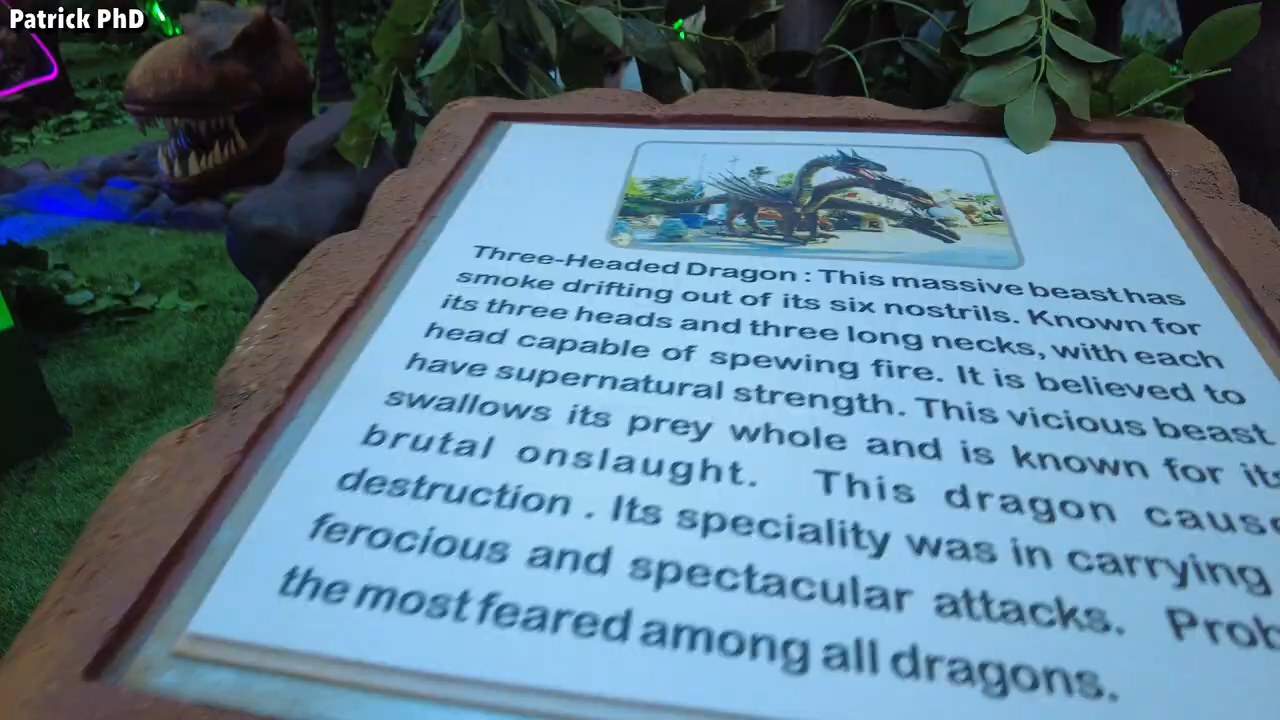 Patrick PhD
Three-Headed Dragon : This massive beast has
smoke drifting out of its six nostrils. Known for
its three heads and three long necks, with each
head capable of spewing fire. It is believed to
have supernatural strength. This vicious beast
swallows its prey whole and is known for its
brutal onslaught. This dragon
destruction . Its speciality was in carrying
ferocious and spectacular attacks.
the most feared among all dragons.